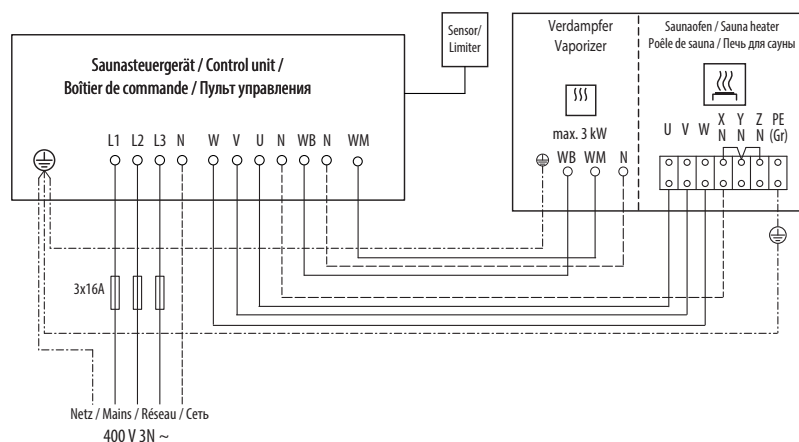 Saunasteuergerät / Control unit /
Boîtier de commande / Пульт управления
L1 L2 L3 N W V U N WB N WM
Sensor/
Limiter
Verdampfer
Vaporizer
max. 3 kW
WB WM N
Saunaofen / Sauna heater
Poêle de sauna / Печь для сауны
U V W X Y Z PE
N N N (Gr)
3x16A
Netz / Mains / Réseau / Сеть
400 V 3N ~